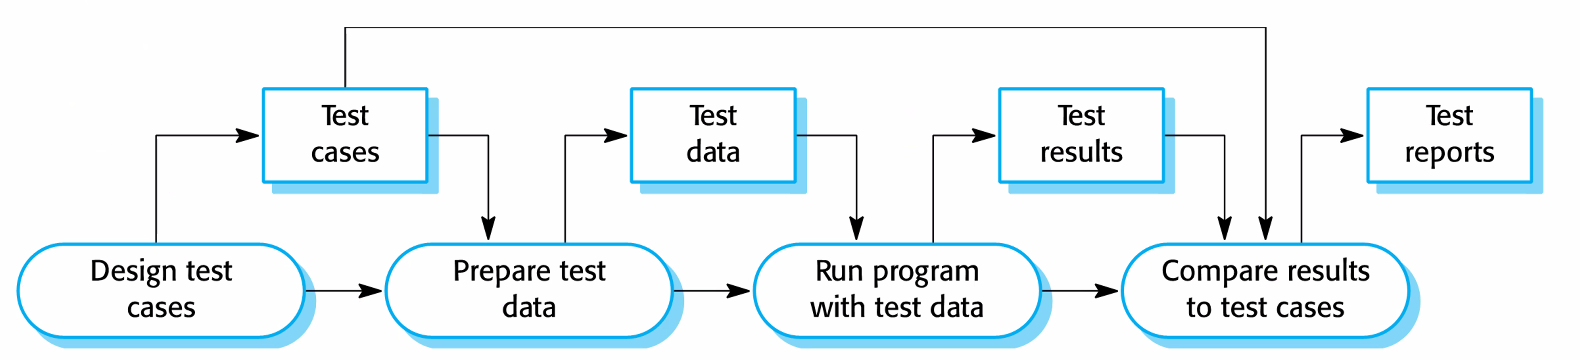 Test
cases
Test
data
Test
results
Test
reports
Design test
cases
Prepare test
data
Run program
with test data
Compare results
to test cases